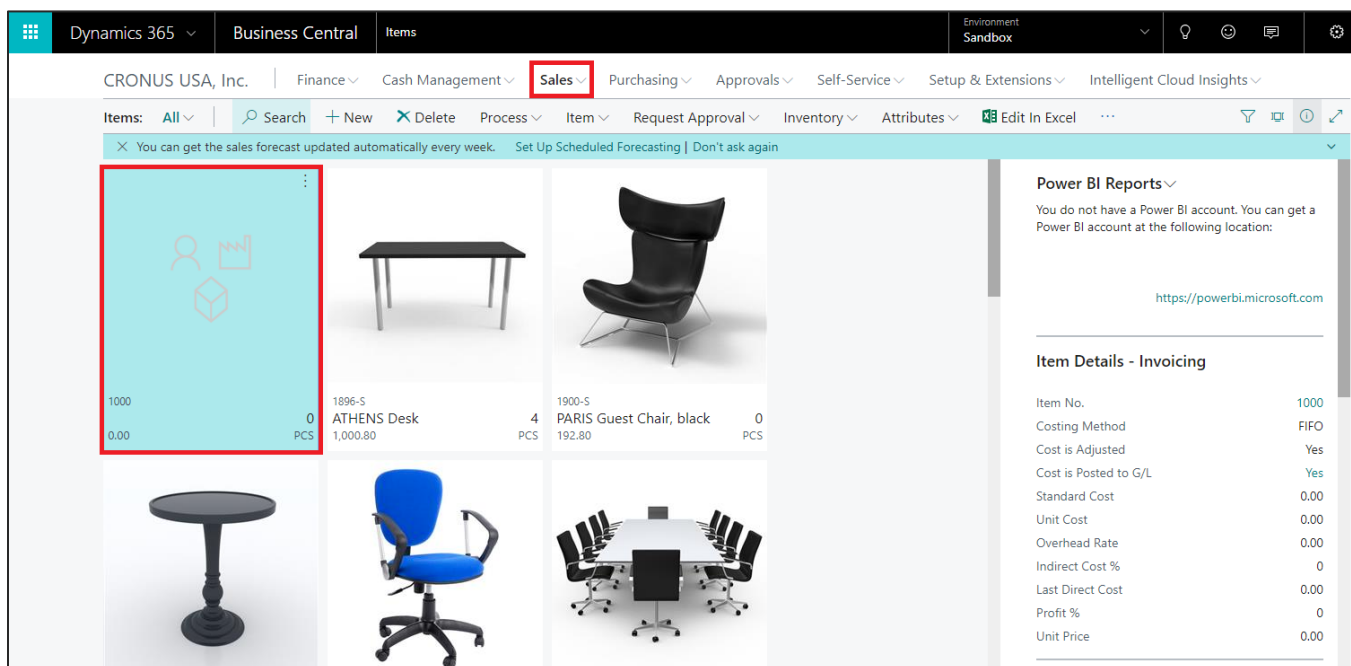 Dynamics 365 Business Central Items Environment
Sandbox
CRONUS USA, Inc. Finance Cash Management Sales Purchasing Approvals Self-Service Setup & Extensions Intelligent Cloud Insights
Items: All Search + New Delete Process Item Request Approval Inventory Attributes Edit In Excel ...
You can get the sales forecast updated automatically every week. Set Up Scheduled Forecasting | Don't ask again
1000
0
0.00 PCS
1896-S
ATHENS Desk 4
1,000.80 PCS
1900-S
PARIS Guest Chair, black 0
192.80 PCS
Power BI Reports
You do not have a Power BI account. You can get a
Power BI account at the following location:
https://powerbi.microsoft.com
Item Details - Invoicing
Item No. 1000
Costing Method FIFO
Cost is Adjusted Yes
Cost is Posted to G/L Yes
Standard Cost 0.00
Unit Cost 0.00
Overhead Rate 0.00
Indirect Cost % 0
Last Direct Cost 0.00
Profit % 0
Unit Price 0.00